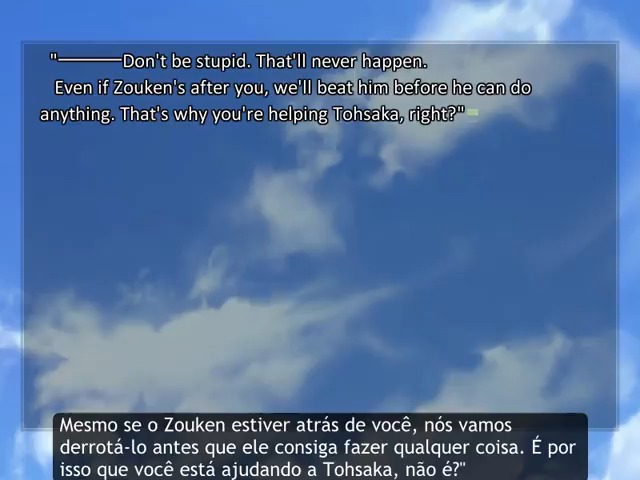 "————Don't be stupid. That'll never happen.
Even if Zouken's after you, we'll beat him before he can do
anything. That's why you're helping Tohsaka, right?"
Mesmo se o Zouken estiver atrás de você, nós vamos
derrotá-lo antes que ele consiga fazer qualquer coisa. É por
isso que você está ajudando a Tohsaka, não é?"